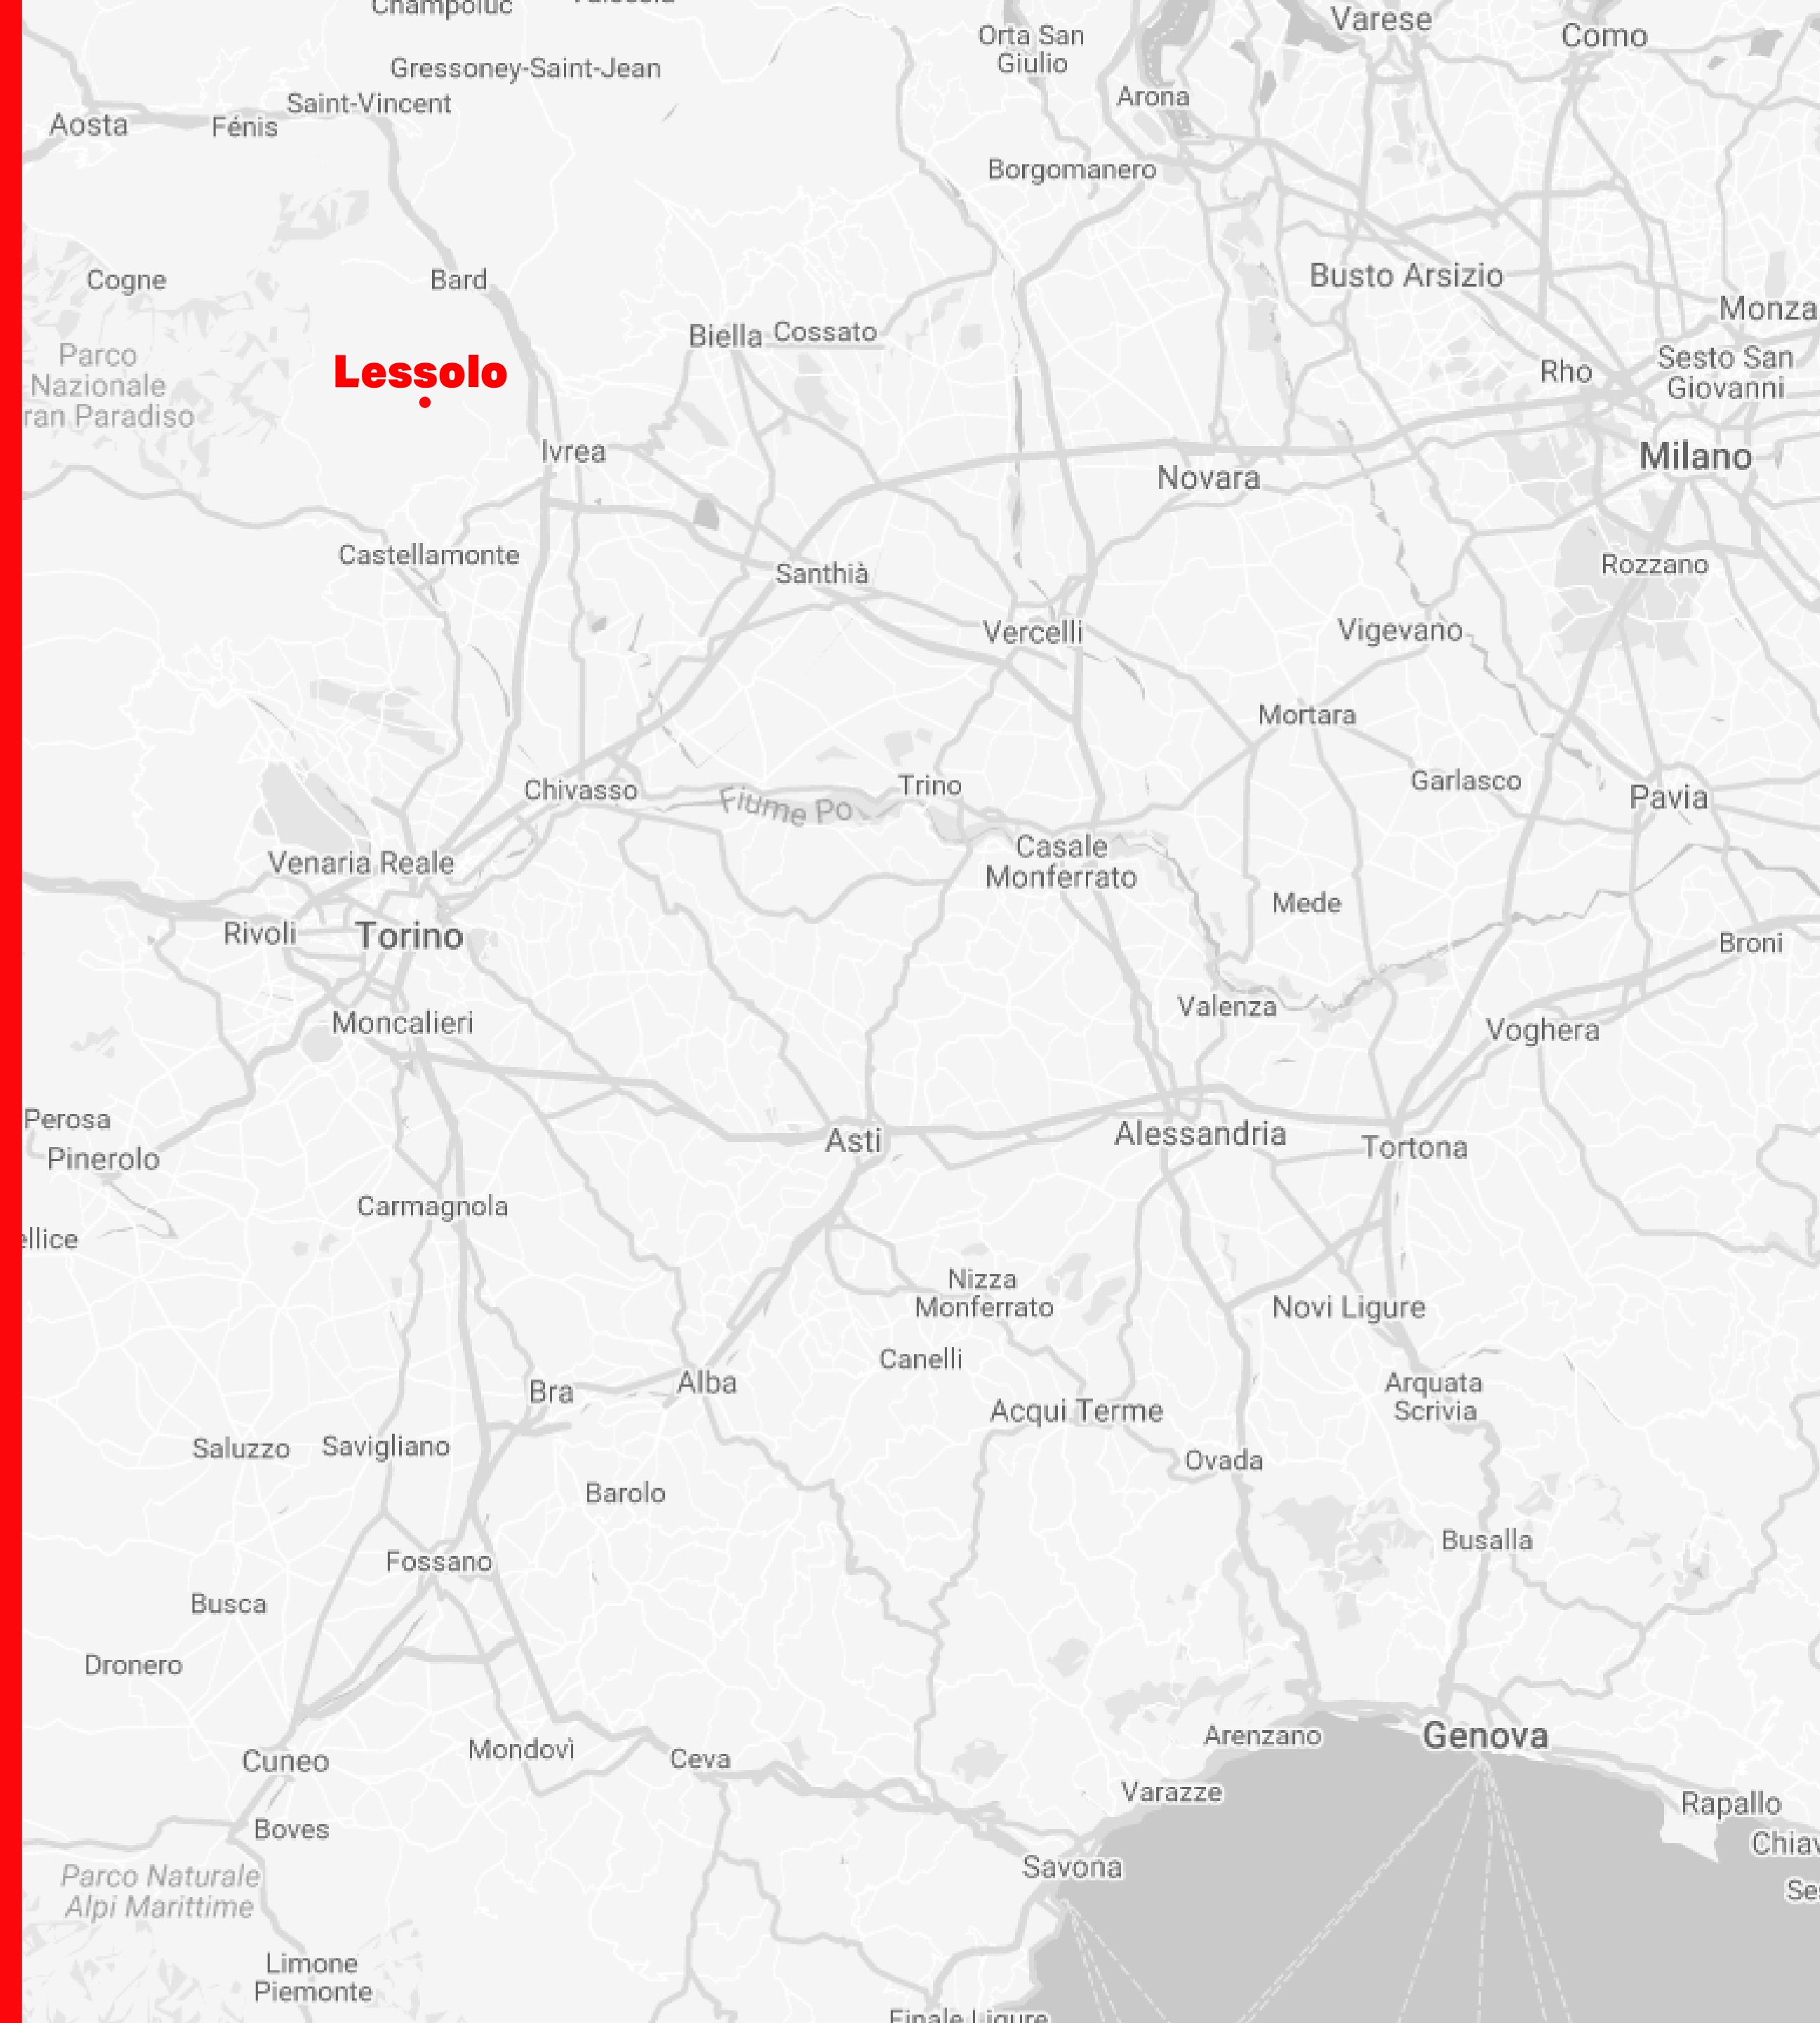 Champoluc
Varese
Como
Orta San
Giulio
Gressoney-Saint-Jean
Arona
Saint-Vincent
Aosta
Fénis
Borgomanero
Cogne
Bard
Busto Arsizio
Monza
Biella
Cossato
Parco
Nazionale
ran Paradiso
Lessolo
Rho
Sesto San
Giovanni
Ivrea
Milano
Novara
Castellamonte
Santhià
Rozzano
Vercelli
Vigevano
Mortara
Chivasso
Fiume Po
Trino
Garlasco
Pavia
Casale
Monferrato
Venaria Reale
Mede
Rivoli
Torino
Broni
Valenza
Moncalieri
Voghera
Perosa
Pinerolo
Asti
Alessandria
Tortona
Carmagnola
ellice
Nizza
Monferrato
Novi Ligure
Canelli
Bra
Alba
Arquata
Scrivia
Acqui Terme
Saluzzo
Savigliano
Ovada
Barolo
Busalla
Fossano
Busca
Dronero
Arenzano
Genova
Cuneo
Mondovì
Ceva
Varazze
Rapallo
Boves
Chiav
Savona
Parco Naturale
Alpi Marittime
Se
Limone
Piemonte
Finale Ligure